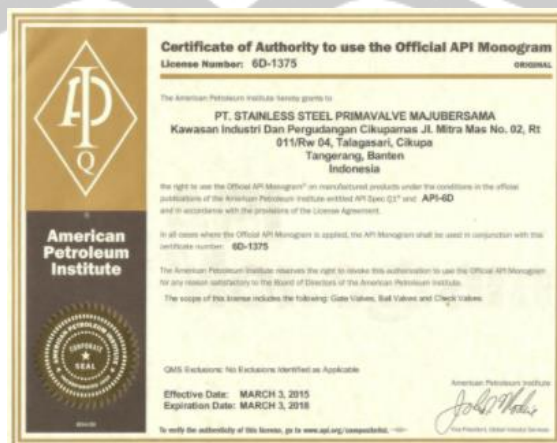 Certificate of Authority to use the Official API Monogram
License Number: 6D-1375
ORIGINAL
The American Petroleum Institute hereby grants to
PT. STAINLESS STEEL PRIMAVALVE MAJUBERSAMA
Kawasan Industri Dan Pergudangan Cikupamas Jl. Mitra Mas No. 02, Rt
011/Rw 04, Talagasari, Cikupa
Tangerang, Banten
Indonesia
the right to use the Official API Monogram® on manufactured products under the conditions in the official
publications of the American Petroleum Institute entitled API Spec Q1® and API-6D
and in accordance with the provisions of the License Agreement.
In all cases where the Official API Monogram is applied, the API Monogram shall be used in conjunction with this
certificate number: 6D-1375
The American Petroleum Institute reserves the right to revoke this authorization to use the Official API Monogram
for any reason satisfactory to the Board of Directors of the American Petroleum Institute.
The scope of this license includes the following: Gate Valves, Ball Valves and Check Valves
QMS Exclusions: No Exclusions Identified as Applicable
Effective Date: MARCH 3, 2015
Expiration Date: MARCH 3, 2018
To verify the authenticity of this license, go to www.api.org/compositelist.
American Petroleum Institute
Vice President, Global Industry Services
API
Q
American
Petroleum
Institute
AMERICAN PETROLEUM INSTITUTE
CORPORATE
SEAL